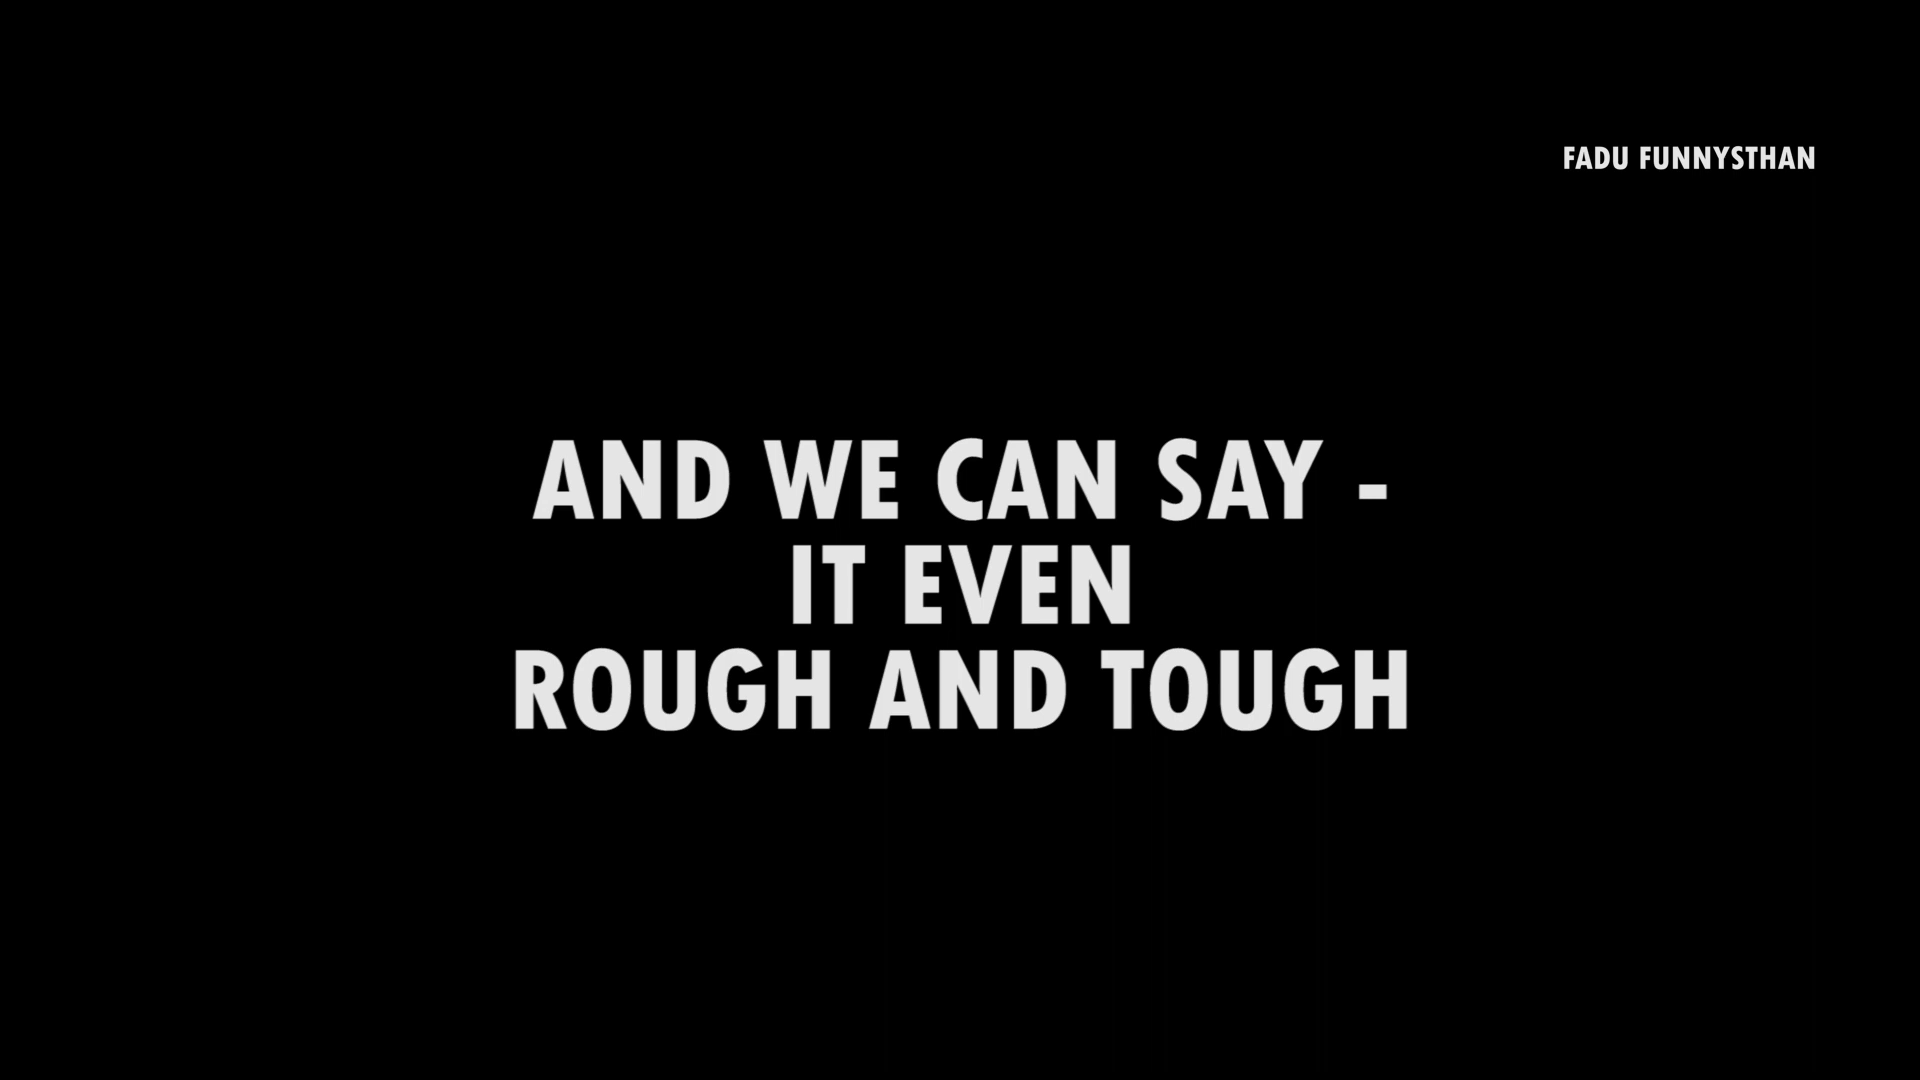 FADU FUNNYSTHAN
AND WE CAN SAY -
IT EVEN
ROUGH AND TOUGH